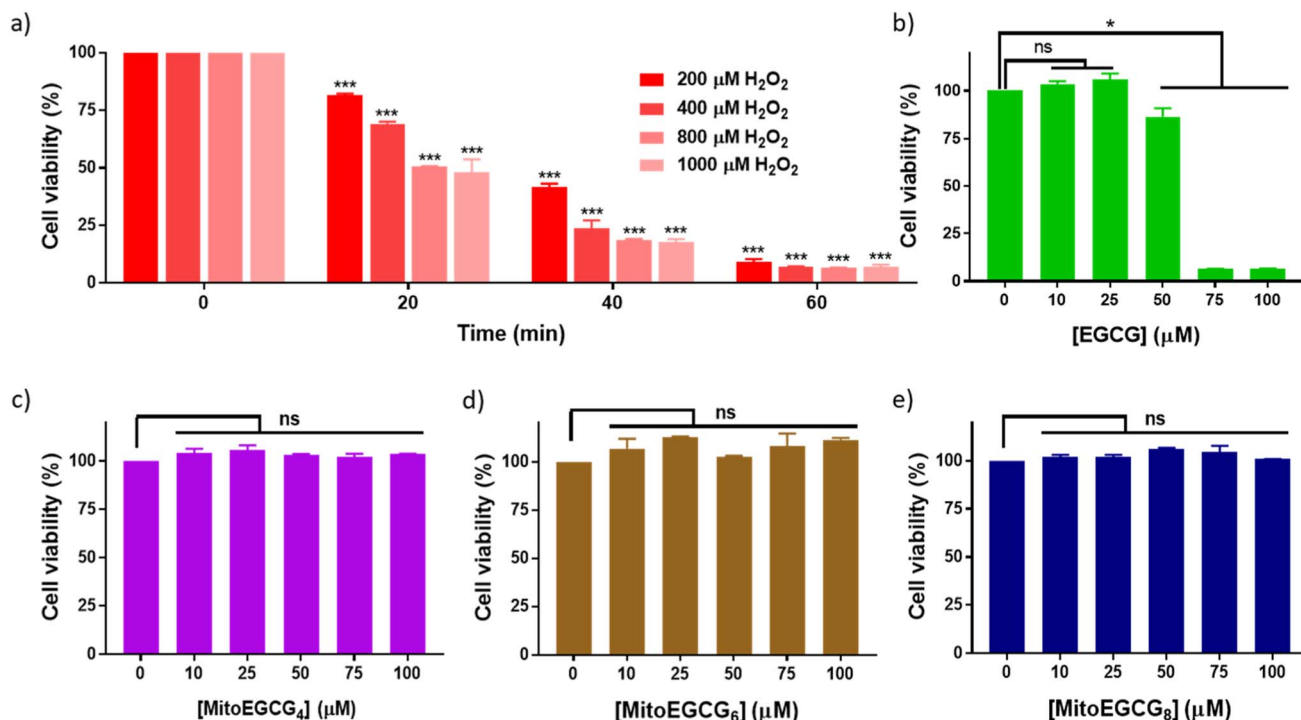 a)
Cell viability (%)
100
75
50
25
0
*** *** *** ***
*** *** *** ***
*** *** *** ***
200 μM H₂O₂
400 μM H₂O₂
800 μM H₂O₂
1000 μM H₂O₂
0 20 40 60
Time (min)
b)
*
ns
Cell viability (%)
100
75
50
25
0
0 10 25 50 75 100
[EGCG] (μM)
c)
ns
Cell viability (%)
100
75
50
25
0
0 10 25 50 75 100
[MitoEGCG₄] (μM)
d)
ns
Cell viability (%)
100
75
50
25
0
0 10 25 50 75 100
[MitoEGCG₆] (μM)
e)
ns
Cell viability (%)
100
75
50
25
0
0 10 25 50 75 100
[MitoEGCG₈] (μM)